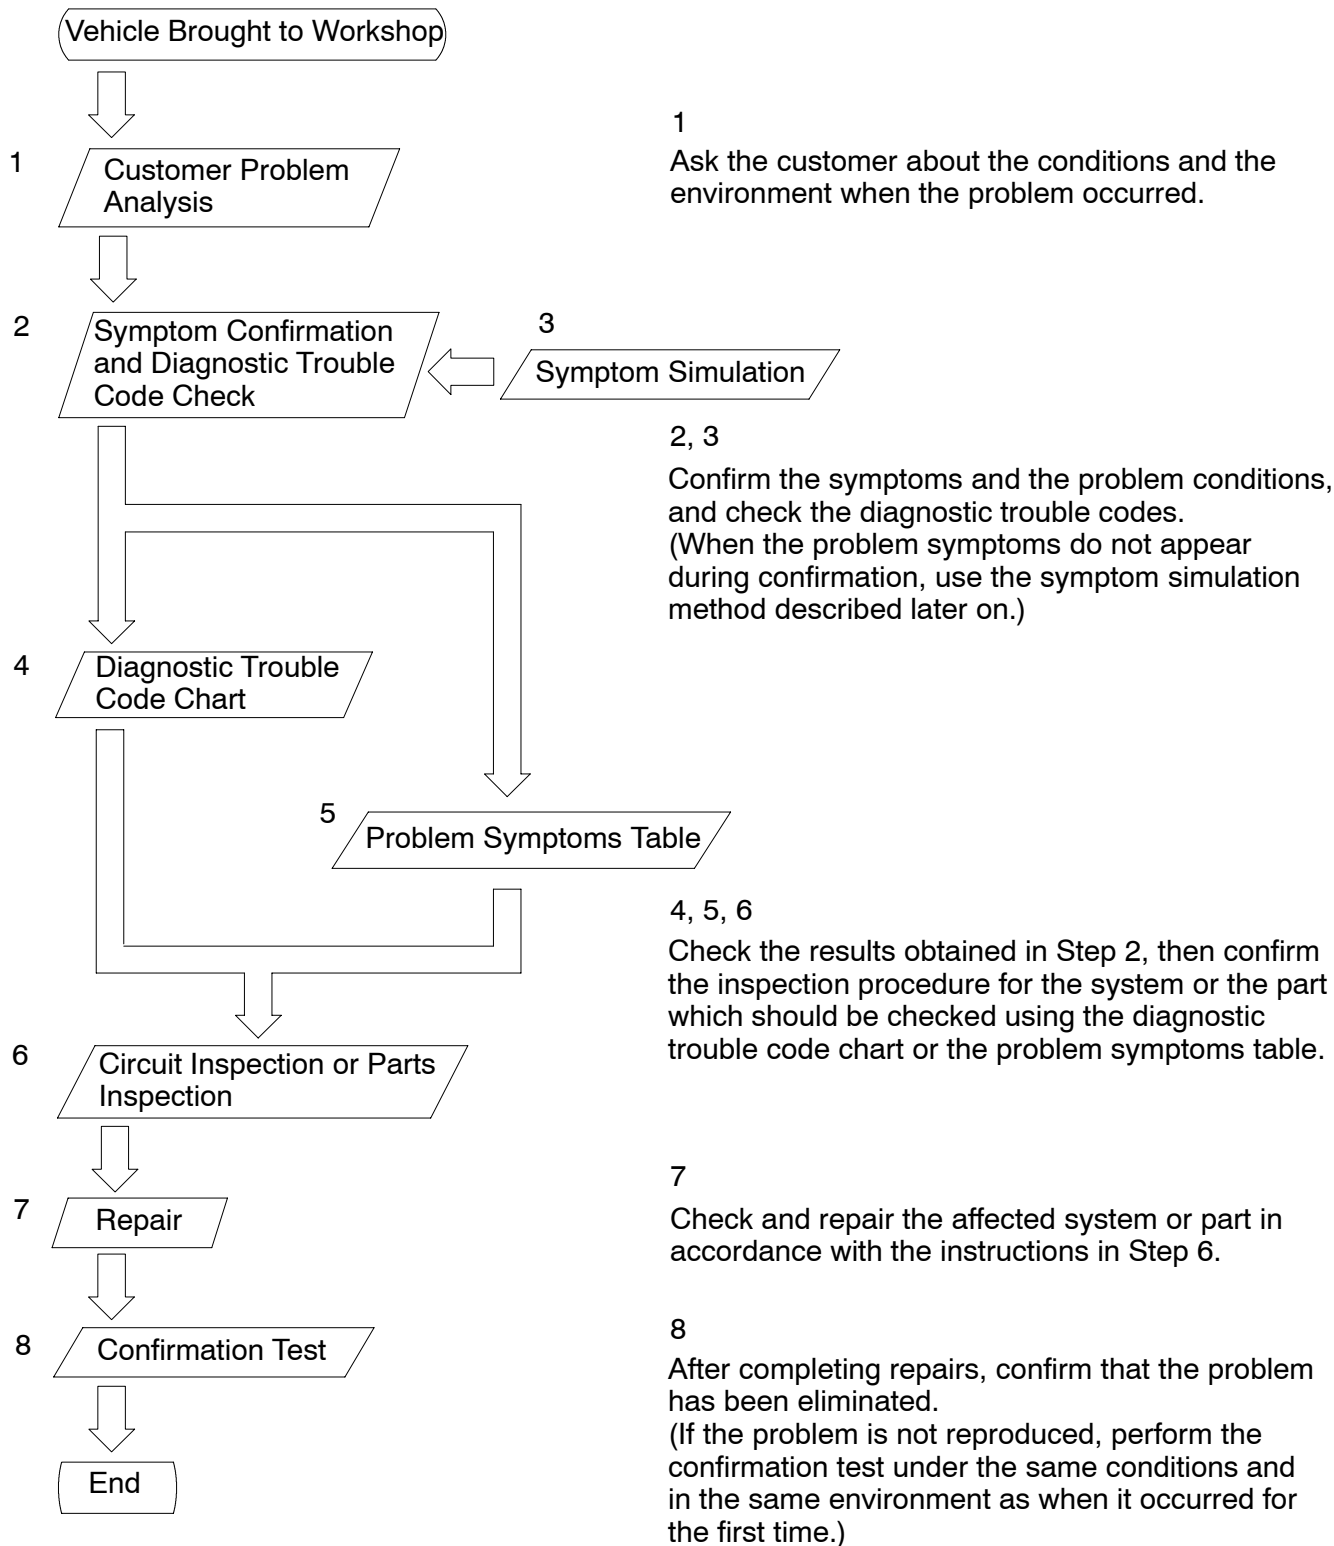 Vehicle Brought to Workshop
1
Customer Problem
Analysis
1
Ask the customer about the conditions and the
environment when the problem occurred.
2
Symptom Confirmation
and Diagnostic Trouble
Code Check
3
Symptom Simulation
2, 3
Confirm the symptoms and the problem conditions,
and check the diagnostic trouble codes.
(When the problem symptoms do not appear
during confirmation, use the symptom simulation
method described later on.)
4
Diagnostic Trouble
Code Chart
5
Problem Symptoms Table
4, 5, 6
Check the results obtained in Step 2, then confirm
the inspection procedure for the system or the part
which should be checked using the diagnostic
trouble code chart or the problem symptoms table.
6
Circuit Inspection or Parts
Inspection
7
Repair
7
Check and repair the affected system or part in
accordance with the instructions in Step 6.
8
Confirmation Test
8
After completing repairs, confirm that the problem
has been eliminated.
(If the problem is not reproduced, perform the
confirmation test under the same conditions and
in the same environment as when it occurred for
the first time.)
End